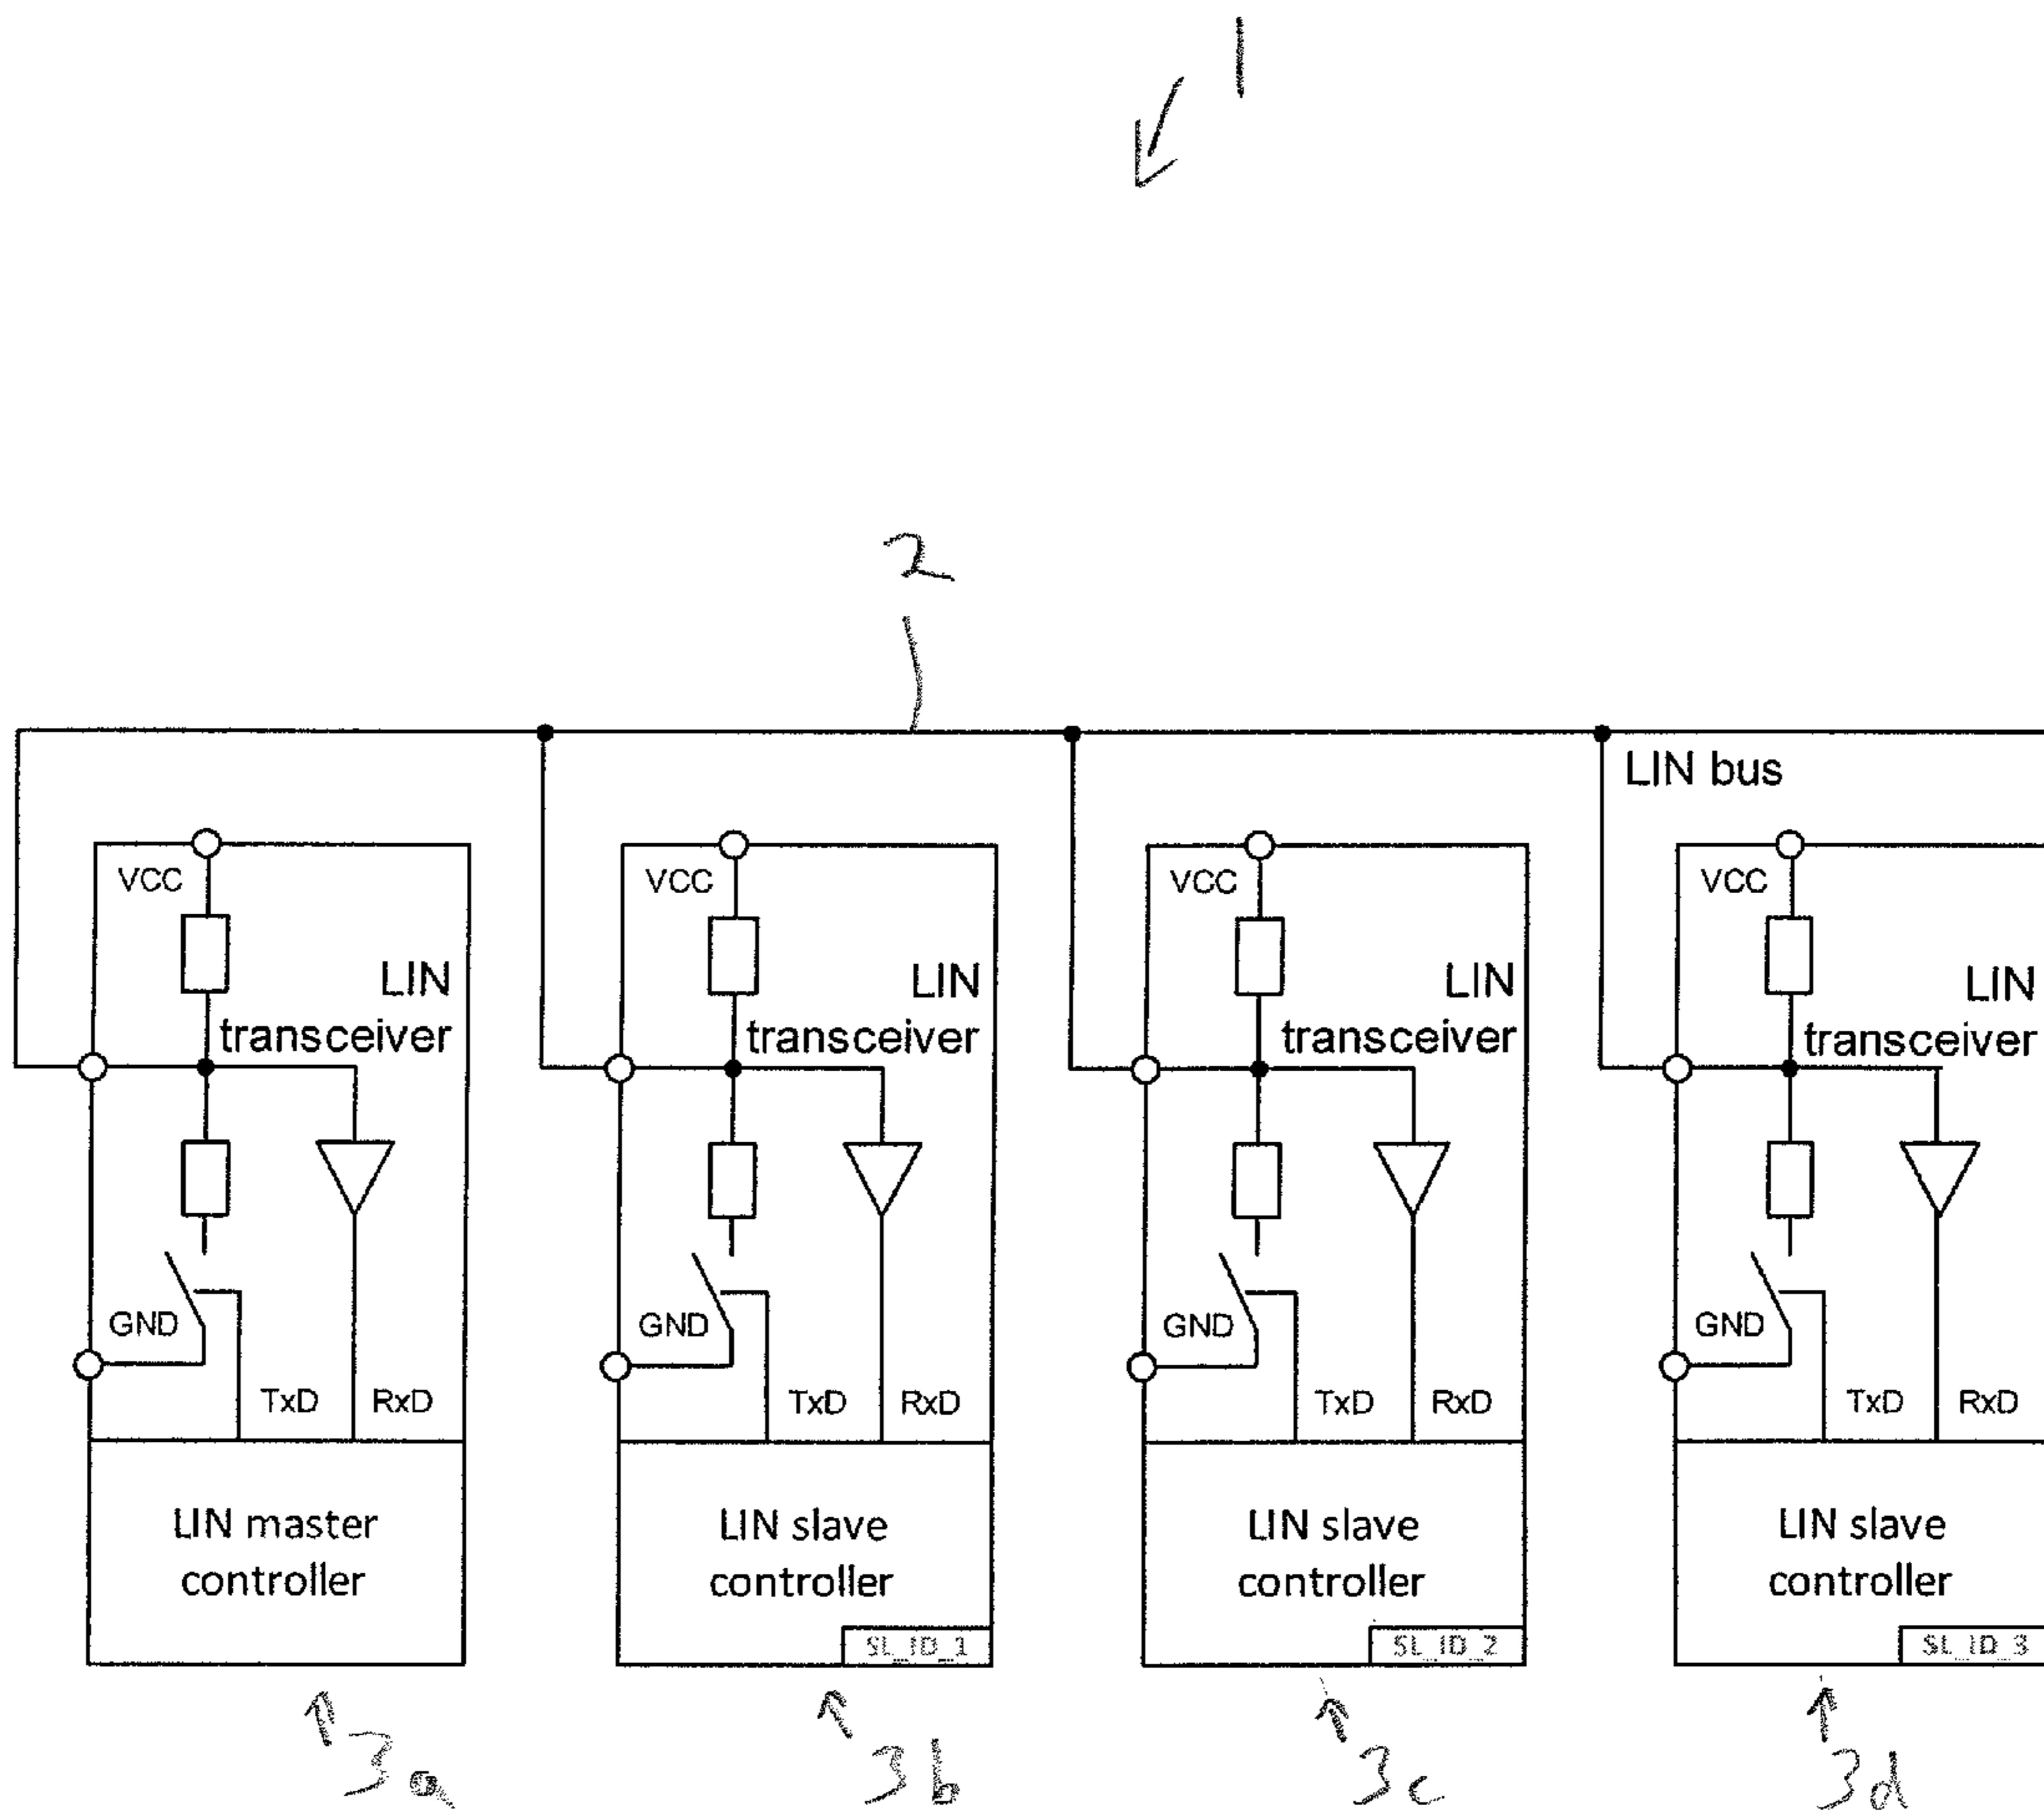 1
2
LIN bus
VCC
LIN
transceiver
GND
TxD
RxD
LIN master
controller
3a
VCC
LIN
transceiver
GND
TxD
RxD
LIN slave
controller
SL_ID_1
3b
VCC
LIN
transceiver
GND
TxD
RxD
LIN slave
controller
SL_ID_2
3c
VCC
LIN
transceiver
GND
TxD
RxD
LIN slave
controller
SL_ID_3
3d